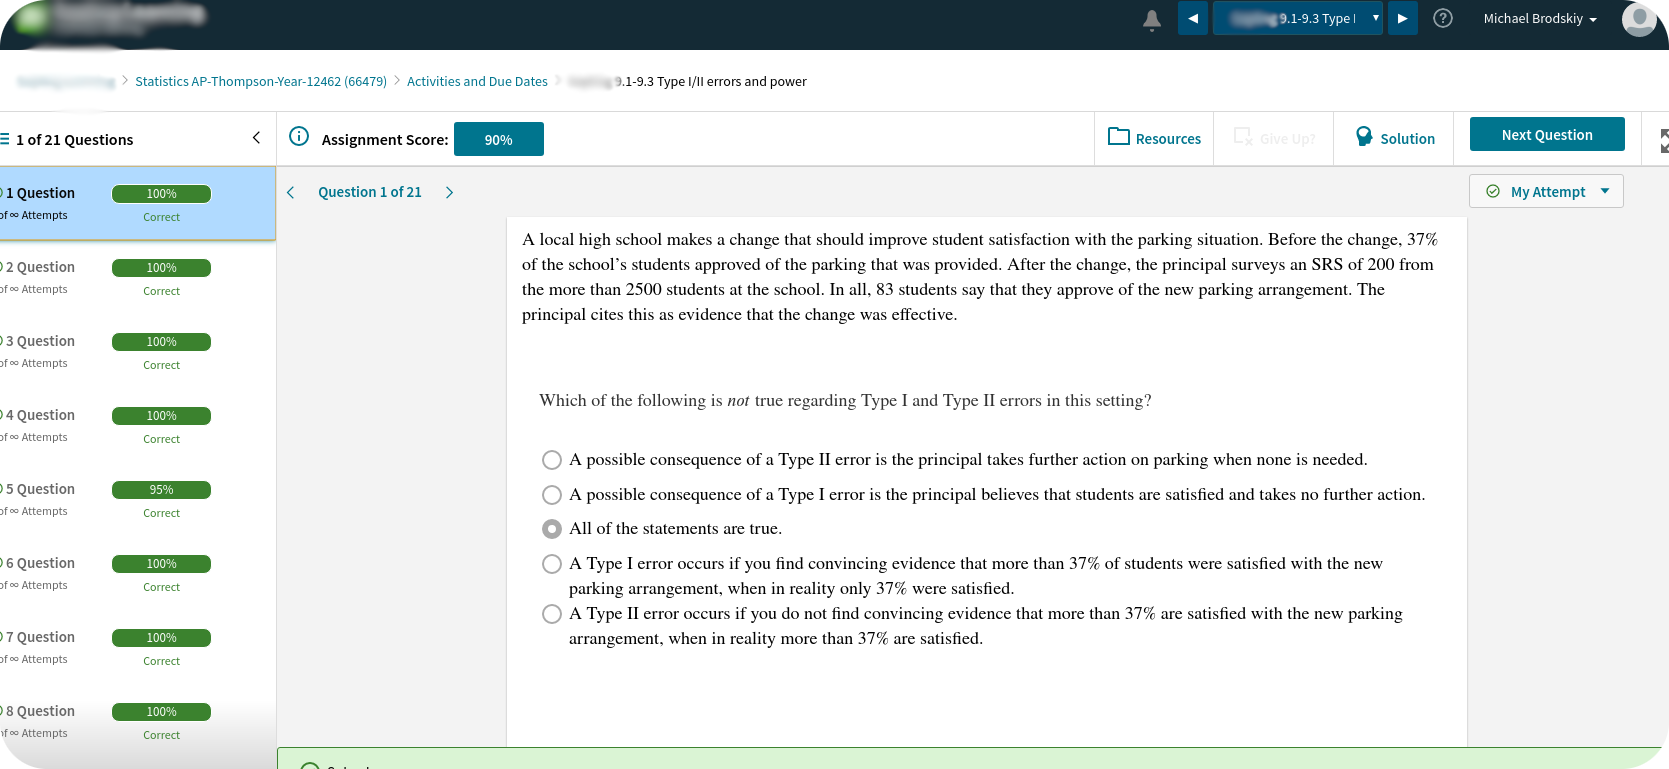 9.1-9.3 Type
Michael Brodskiy
Statistics AP-Thompson-Year-12462 (66479) > Activities and Due Dates > 9.1-9.3 Type I/II errors and power
1 of 21 Questions
Assignment Score: 90%
Resources
Give Up?
Solution
Next Question
1 Question 100%
of ∞ Attempts Correct
2 Question 100%
of ∞ Attempts Correct
3 Question 100%
of ∞ Attempts Correct
4 Question 100%
of ∞ Attempts Correct
5 Question 95%
of ∞ Attempts Correct
6 Question 100%
of ∞ Attempts Correct
7 Question 100%
of ∞ Attempts Correct
8 Question 100%
of ∞ Attempts Correct
Question 1 of 21
My Attempt
A local high school makes a change that should improve student satisfaction with the parking situation. Before the change, 37%
of the school's students approved of the parking that was provided. After the change, the principal surveys an SRS of 200 from
the more than 2500 students at the school. In all, 83 students say that they approve of the new parking arrangement. The
principal cites this as evidence that the change was effective.
Which of the following is not true regarding Type I and Type II errors in this setting?
A possible consequence of a Type II error is the principal takes further action on parking when none is needed.
A possible consequence of a Type I error is the principal believes that students are satisfied and takes no further action.
All of the statements are true.
A Type I error occurs if you find convincing evidence that more than 37% of students were satisfied with the new
parking arrangement, when in reality only 37% were satisfied.
A Type II error occurs if you do not find convincing evidence that more than 37% are satisfied with the new parking
arrangement, when in reality more than 37% are satisfied.